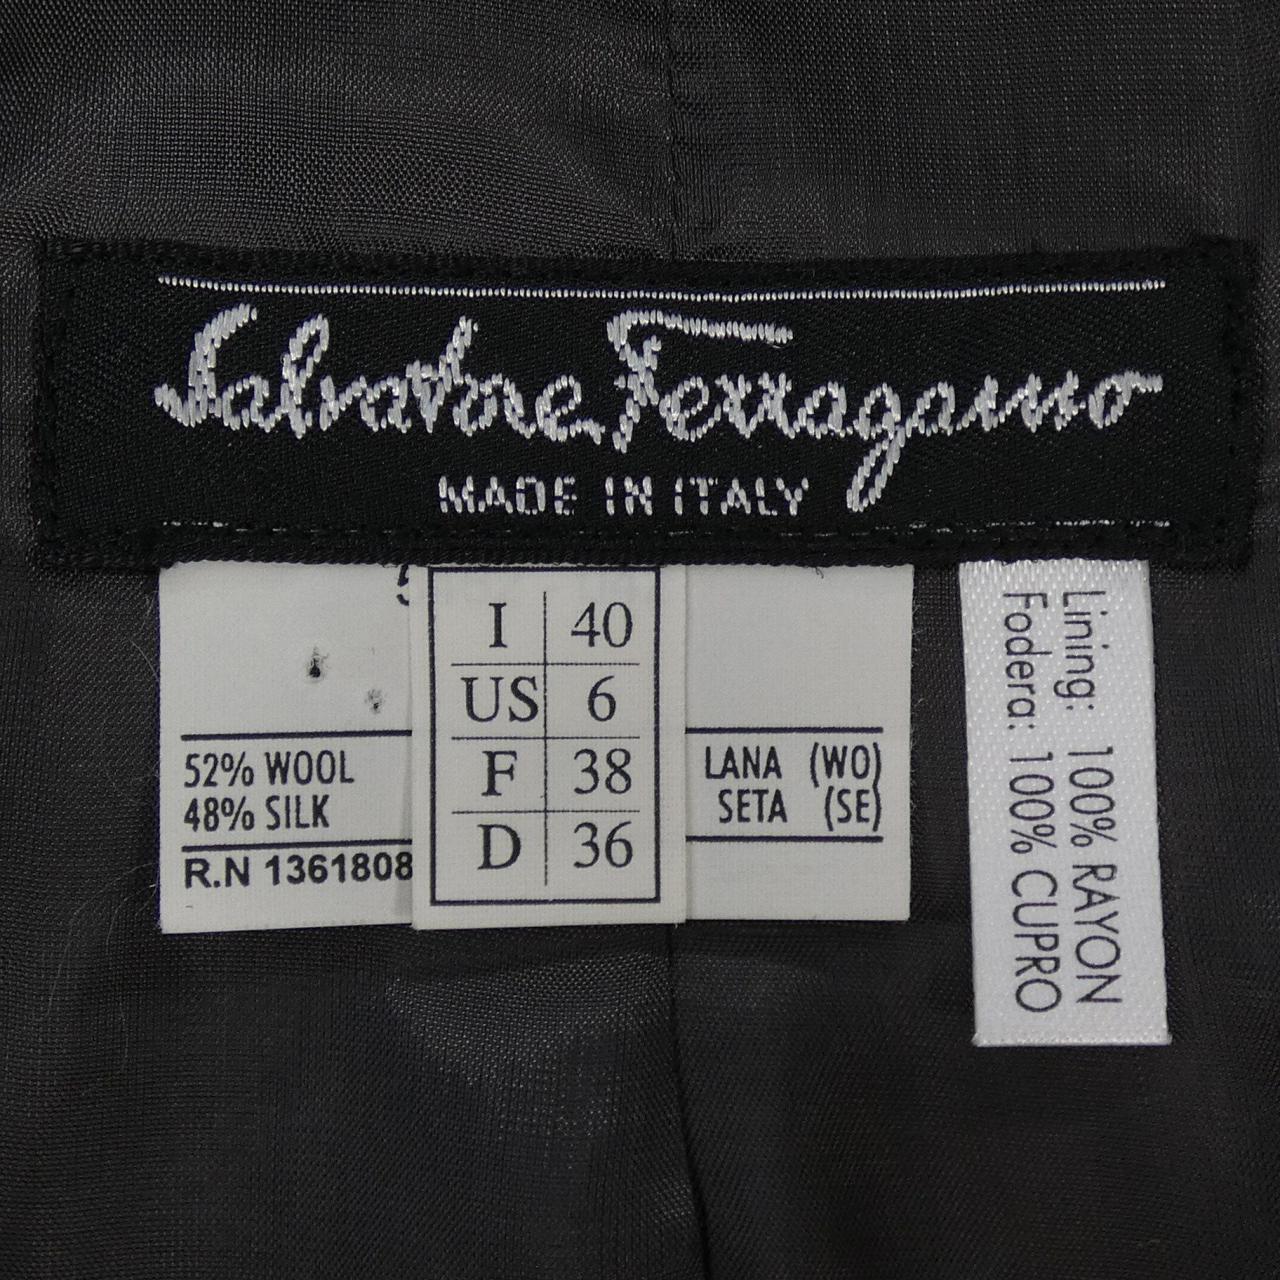 Salvatore Ferragamo
MADE IN ITALY
I 40
US 6
F 38
D 36
52% WOOL
48% SILK
R.N 1361808
LANA (WO)
SETA (SE)
Lining: 100% RAYON
Fodera: 100% CUPRO